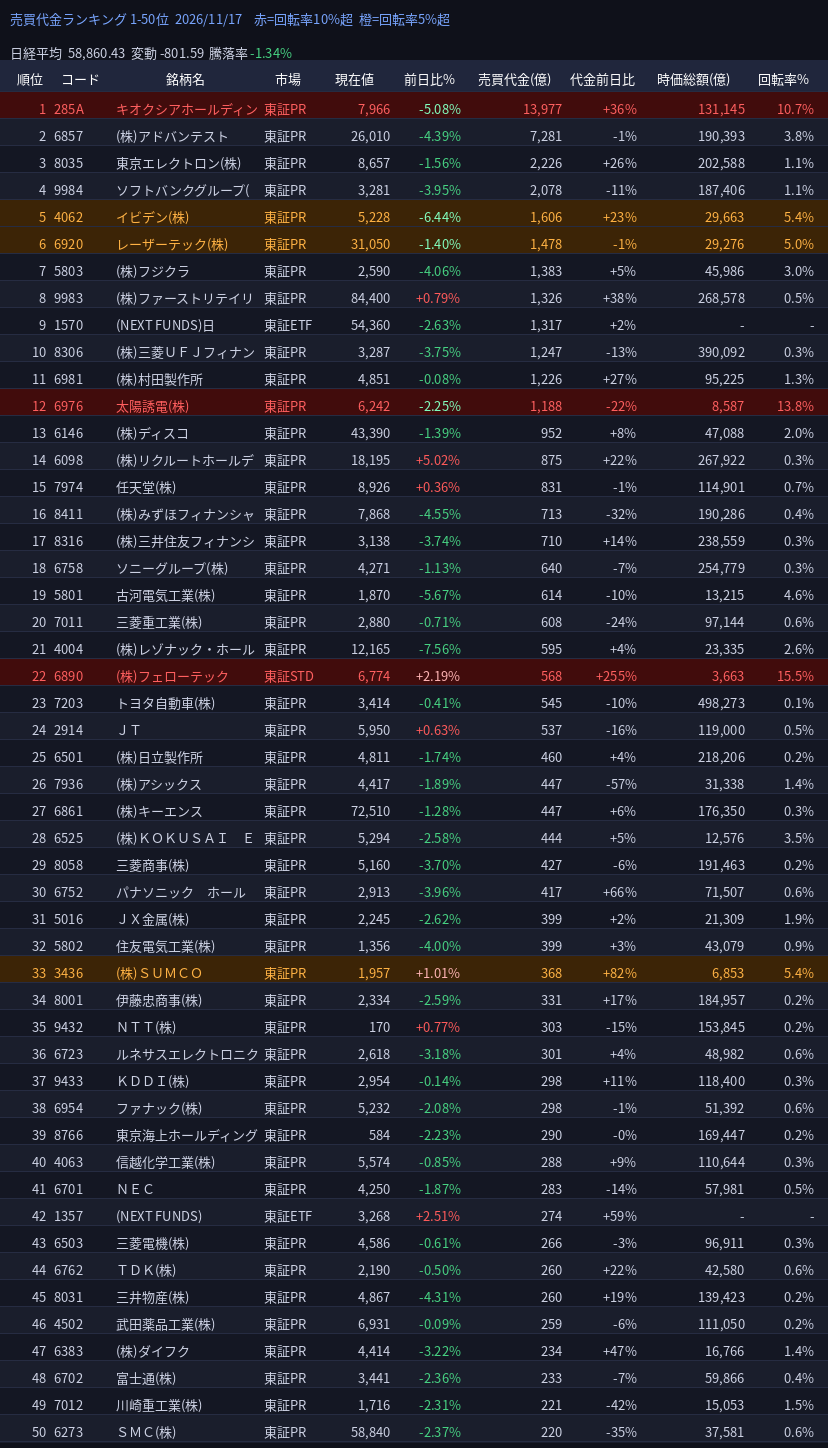 売買代金ランキング 1-50位 2026/11/17 赤=回転率10%超 橙=回転率5%超
日経平均 58,860.43 変動 -801.59 騰落率 -1.34%
順位 コード 銘柄名 市場 現在値 前日比% 売買代金(億) 代金前日比 時価総額(億) 回転率%
1 285A キオクシアホールディン 東証PR 7,966 -5.08% 13,977 +36% 131,145 10.7%
2 6857 (株)アドバンテスト 東証PR 26,010 -4.39% 7,281 -1% 190,393 3.8%
3 8035 東京エレクトロン(株) 東証PR 8,657 -1.56% 2,226 +26% 202,588 1.1%
4 9984 ソフトバンクグループ( 東証PR 3,281 -3.95% 2,078 -11% 187,406 1.1%
5 4062 イビデン(株) 東証PR 5,228 -6.44% 1,606 +23% 29,663 5.4%
6 6920 レーザーテック(株) 東証PR 31,050 -1.40% 1,478 -1% 29,276 5.0%
7 5803 (株)フジクラ 東証PR 2,590 -4.06% 1,383 +5% 45,986 3.0%
8 9983 (株)ファーストリテイリ 東証PR 84,400 +0.79% 1,326 +38% 268,578 0.5%
9 1570 (NEXT FUNDS)日 東証ETF 54,360 -2.63% 1,317 +2% - -
10 8306 (株)三菱ＵＦＪフィナン 東証PR 3,287 -3.75% 1,247 -13% 390,092 0.3%
11 6981 (株)村田製作所 東証PR 4,851 -0.08% 1,226 +27% 95,225 1.3%
12 6976 太陽誘電(株) 東証PR 6,242 -2.25% 1,188 -22% 8,587 13.8%
13 6146 (株)ディスコ 東証PR 43,390 -1.39% 952 +8% 47,088 2.0%
14 6098 (株)リクルートホールデ 東証PR 18,195 +5.02% 875 +22% 267,922 0.3%
15 7974 任天堂(株) 東証PR 8,926 +0.36% 831 -1% 114,901 0.7%
16 8411 (株)みずほフィナンシャ 東証PR 7,868 -4.55% 713 -32% 190,286 0.4%
17 8316 (株)三井住友フィナンシ 東証PR 3,138 -3.74% 710 +14% 238,559 0.3%
18 6758 ソニーグループ(株) 東証PR 4,271 -1.13% 640 -7% 254,779 0.3%
19 5801 古河電気工業(株) 東証PR 1,870 -5.67% 614 -10% 13,215 4.6%
20 7011 三菱重工業(株) 東証PR 2,880 -0.71% 608 -24% 97,144 0.6%
21 4004 (株)レゾナック・ホール 東証PR 12,165 -7.56% 595 +4% 23,335 2.6%
22 6890 (株)フェローテック 東証STD 6,774 +2.19% 568 +255% 3,663 15.5%
23 7203 トヨタ自動車(株) 東証PR 3,414 -0.41% 545 -10% 498,273 0.1%
24 2914 ＪＴ 東証PR 5,950 +0.63% 537 -16% 119,000 0.5%
25 6501 (株)日立製作所 東証PR 4,811 -1.74% 460 +4% 218,206 0.2%
26 7936 (株)アシックス 東証PR 4,417 -1.89% 447 -57% 31,338 1.4%
27 6861 (株)キーエンス 東証PR 72,510 -1.28% 447 +6% 176,350 0.3%
28 6525 (株)ＫＯＫＵＳＡＩ　Ｅ 東証PR 5,294 -2.58% 444 +5% 12,576 3.5%
29 8058 三菱商事(株) 東証PR 5,160 -3.70% 427 -6% 191,463 0.2%
30 6752 パナソニック　ホール 東証PR 2,913 -3.96% 417 +66% 71,507 0.6%
31 5016 ＪＸ金属(株) 東証PR 2,245 -2.62% 399 +2% 21,309 1.9%
32 5802 住友電気工業(株) 東証PR 1,356 -4.00% 399 +3% 43,079 0.9%
33 3436 (株)ＳＵＭＣＯ 東証PR 1,957 +1.01% 368 +82% 6,853 5.4%
34 8001 伊藤忠商事(株) 東証PR 2,334 -2.59% 331 +17% 184,957 0.2%
35 9432 ＮＴＴ(株) 東証PR 170 +0.77% 303 -15% 153,845 0.2%
36 6723 ルネサスエレクトロニク 東証PR 2,618 -3.18% 301 +4% 48,982 0.6%
37 9433 ＫＤＤＩ(株) 東証PR 2,954 -0.14% 298 +11% 118,400 0.3%
38 6954 ファナック(株) 東証PR 5,232 -2.08% 298 -1% 51,392 0.6%
39 8766 東京海上ホールディング 東証PR 584 -2.23% 290 -0% 169,447 0.2%
40 4063 信越化学工業(株) 東証PR 5,574 -0.85% 288 +9% 110,644 0.3%
41 6701 ＮＥＣ 東証PR 4,250 -1.87% 283 -14% 57,981 0.5%
42 1357 (NEXT FUNDS) 東証ETF 3,268 +2.51% 274 +59% - -
43 6503 三菱電機(株) 東証PR 4,586 -0.61% 266 -3% 96,911 0.3%
44 6762 ＴＤＫ(株) 東証PR 2,190 -0.50% 260 +22% 42,580 0.6%
45 8031 三井物産(株) 東証PR 4,867 -4.31% 260 +19% 139,423 0.2%
46 4502 武田薬品工業(株) 東証PR 6,931 -0.09% 259 -6% 111,050 0.2%
47 6383 (株)ダイフク 東証PR 4,414 -3.22% 234 +47% 16,766 1.4%
48 6702 富士通(株) 東証PR 3,441 -2.36% 233 -7% 59,866 0.4%
49 7012 川崎重工業(株) 東証PR 1,716 -2.31% 221 -42% 15,053 1.5%
50 6273 ＳＭＣ(株) 東証PR 58,840 -2.37% 220 -35% 37,581 0.6%